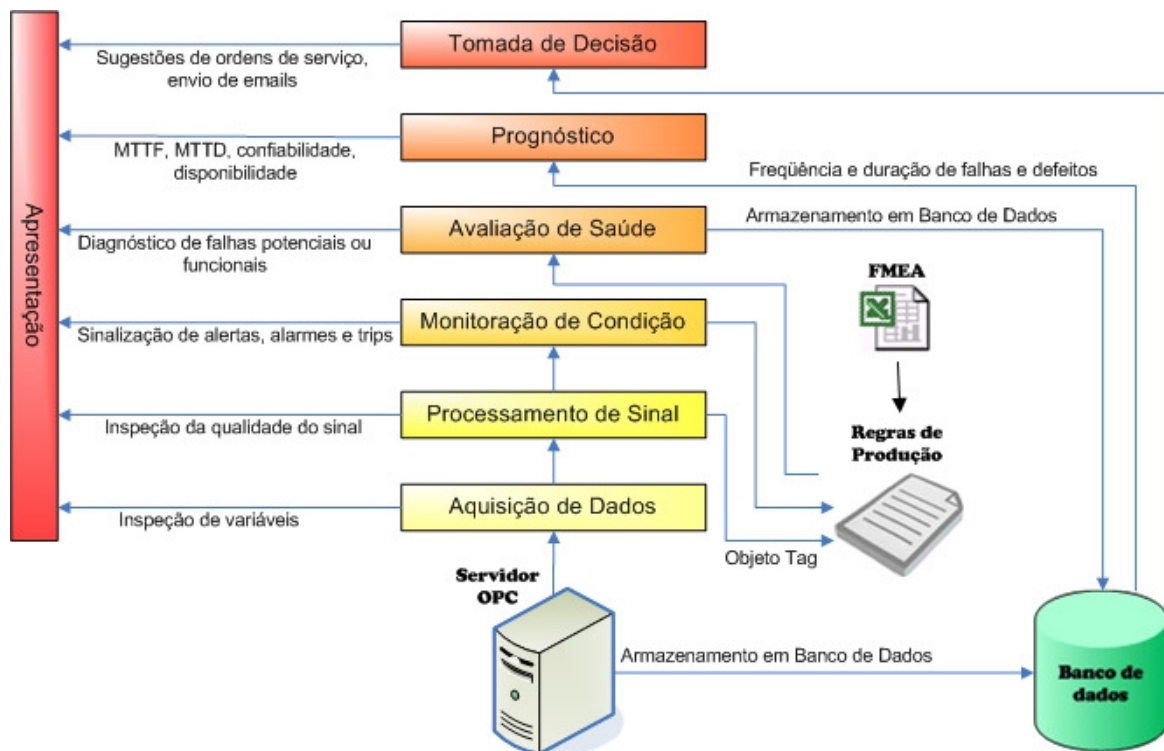 Tomada de Decisão
Sugestões de ordens de serviço,
envio de emails
Prognóstico
MTTF, MTTD, confiabilidade,
disponibilidade
Freqüência e duração de falhas e defeitos
Apresentação
Avaliação de Saúde
Armazenamento em Banco de Dados
Diagnóstico de falhas potenciais ou
funcionais
FMEA
Monitoração de Condição
Sinalização de alertas, alarmes e trips
Processamento de Sinal
Inspeção da qualidade do sinal
Regras de
Produção
Aquisição de Dados
Inspeção de variáveis
Objeto Tag
Servidor
OPC
Armazenamento em Banco de Dados
Banco de
dados